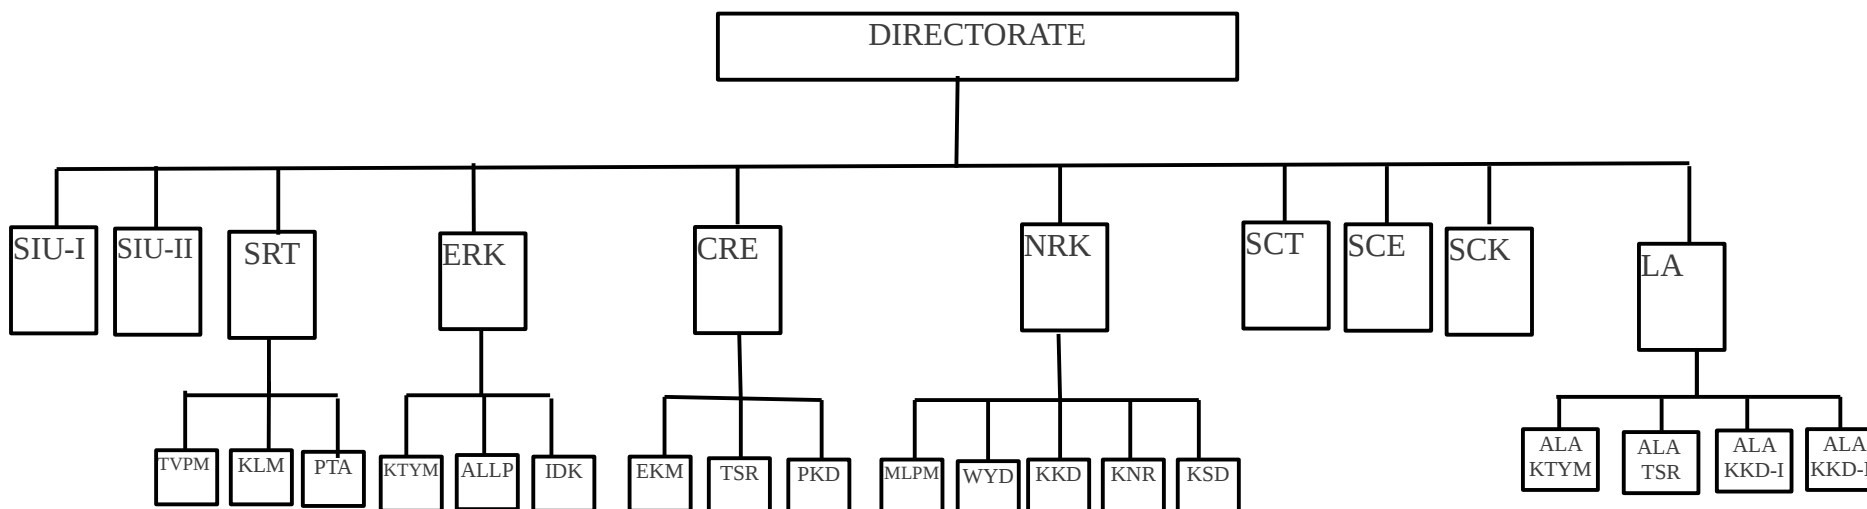 DIRECTORATE
SIU-I
SIU-II
SRT
ERK
CRE
NRK
SCT
SCE
SCK
LA
TVPM
KLM
PTA
KTYM
ALLP
IDK
EKM
TSR
PKD
MLPM
WYD
KKD
KNR
KSD
ALA
KTYM
ALA
TSR
ALA
KKD-I
ALA